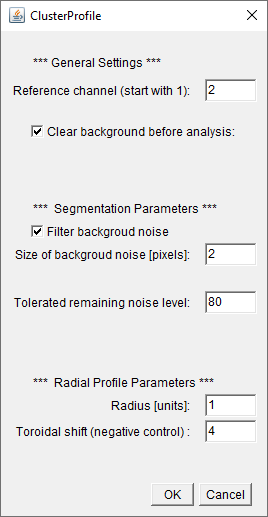 ClusterProfile
*** General Settings ***
Reference channel (start with 1): 2
Clear background before analysis:
*** Segmentation Parameters ***
Filter backgroud noise
Size of backgroud noise [pixels]: 2
Tolerated remaining noise level: 80
*** Radial Profile Parameters ***
Radius [units]: 1
Toroidal shift (negative control) : 4
OK Cancel